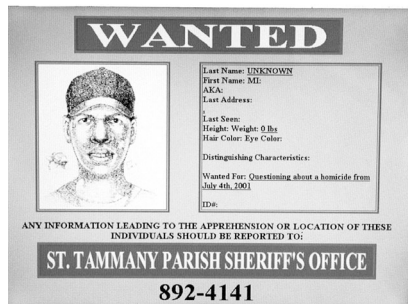 WANTED
Last Name: UNKNOWN
First Name: MI:
AKA:
Last Address:
,
Last Seen:
Height: Weight: 0 lbs
Hair Color: Eye Color:
Distinguishing Characteristics:
Wanted For: Questioning about a homicide from
July 4th, 2001
ID#:
ANY INFORMATION LEADING TO THE APPREHENSION OR LOCATION OF THESE
INDIVIDUALS SHOULD BE REPORTED TO:
ST. TAMMANY PARISH SHERIFF'S OFFICE
892-4141